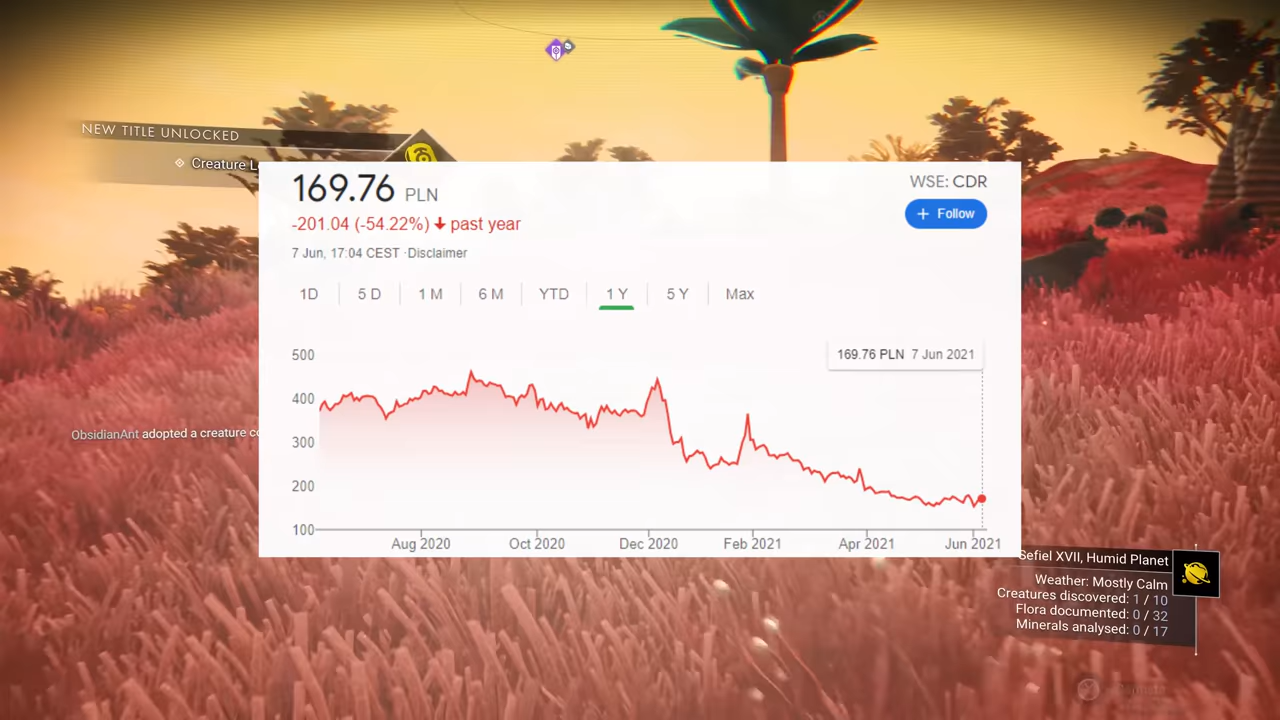 NEW TITLE UNLOCKED
Creature L
169.76 PLN
WSE: CDR
-201.04 (-54.22%) past year
+ Follow
7 Jun, 17:04 CEST ·Disclaimer
1D 5 D 1 M 6 M YTD 1 Y 5 Y Max
169.76 PLN 7 Jun 2021
500
400
300
200
100
Aug 2020 Oct 2020 Dec 2020 Feb 2021 Apr 2021 Jun 2021
ObsidianAnt adopted a creature co
Sefiel XVII, Humid Planet
Weather: Mostly Calm
Creatures discovered: 1 / 10
Flora documented: 0 / 32
Minerals analysed: 0 / 17